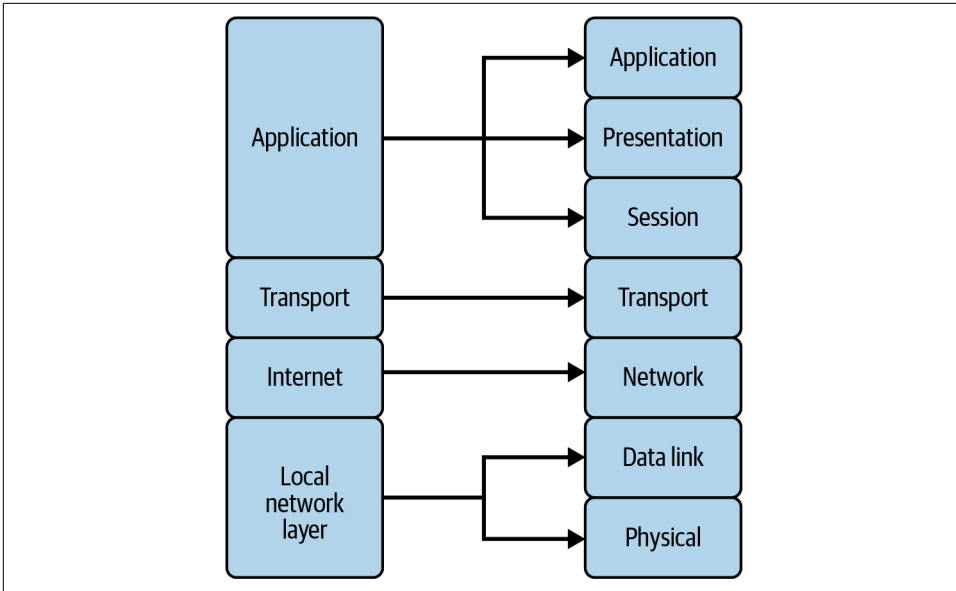 Application
Transport
Internet
Local
network
layer
Application
Presentation
Session
Transport
Network
Data link
Physical